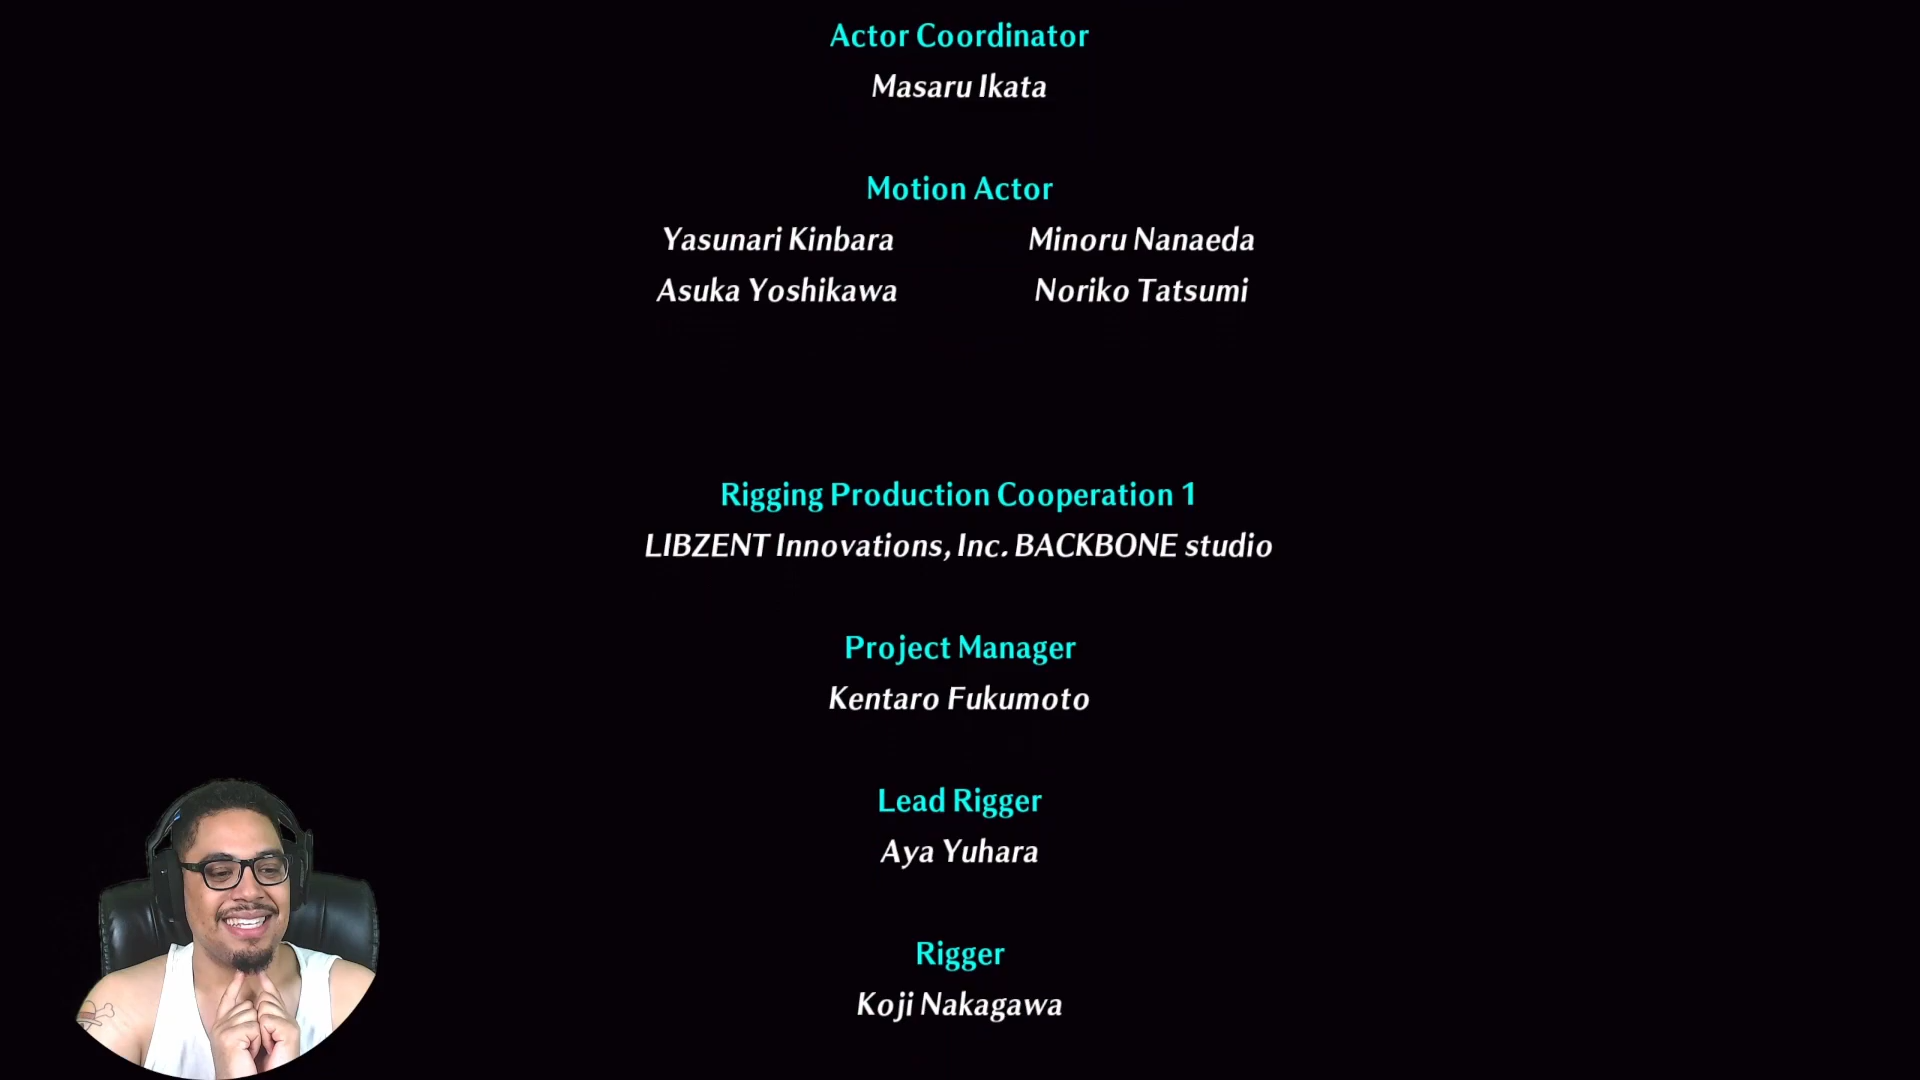 Actor Coordinator
Masaru Ikata
Motion Actor
Yasunari Kinbara Minoru Nanaeda
Asuka Yoshikawa Noriko Tatsumi
Rigging Production Cooperation 1
LIBZENT Innovations, Inc. BACKBONE studio
Project Manager
Kentaro Fukumoto
Lead Rigger
Aya Yuhara
Rigger
Koji Nakagawa